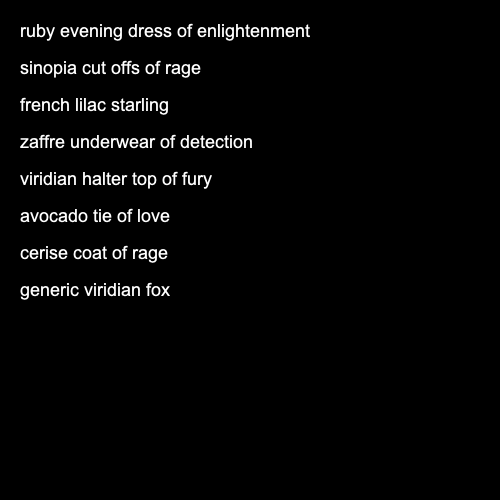 ruby evening dress of enlightenment
sinopia cut offs of rage
french lilac starling
zaffre underwear of detection
viridian halter top of fury
avocado tie of love
cerise coat of rage
generic viridian fox